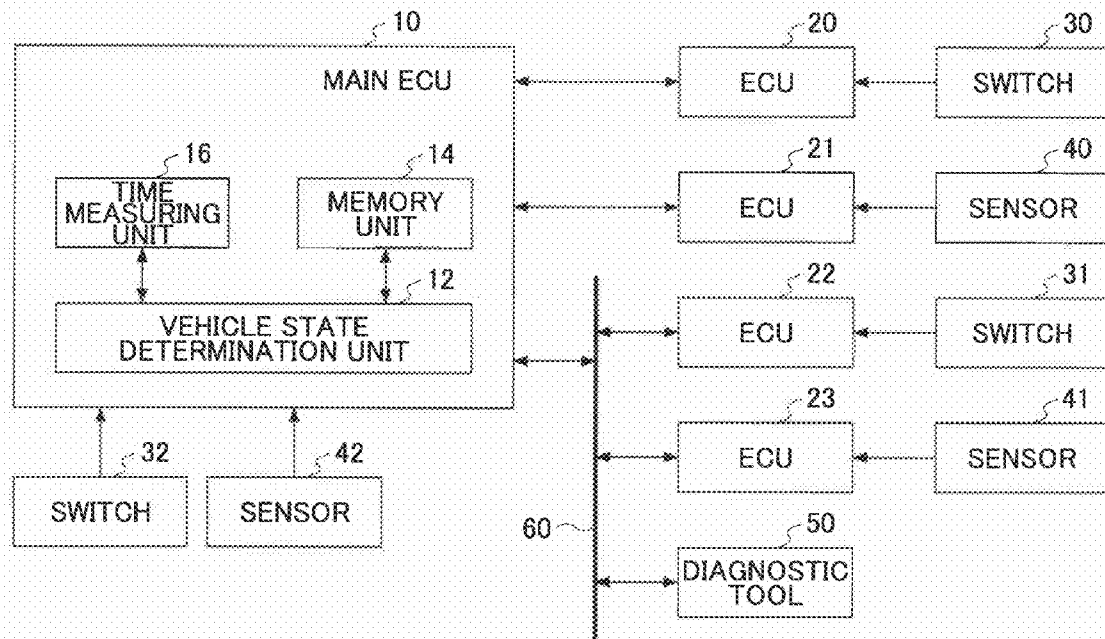 10
MAIN ECU
16
TIME
MEASURING
UNIT
14
MEMORY
UNIT
12
VEHICLE STATE
DETERMINATION UNIT
32
SWITCH
42
SENSOR
20
ECU
30
SWITCH
21
ECU
40
SENSOR
22
ECU
31
SWITCH
23
ECU
41
SENSOR
60
50
DIAGNOSTIC
TOOL